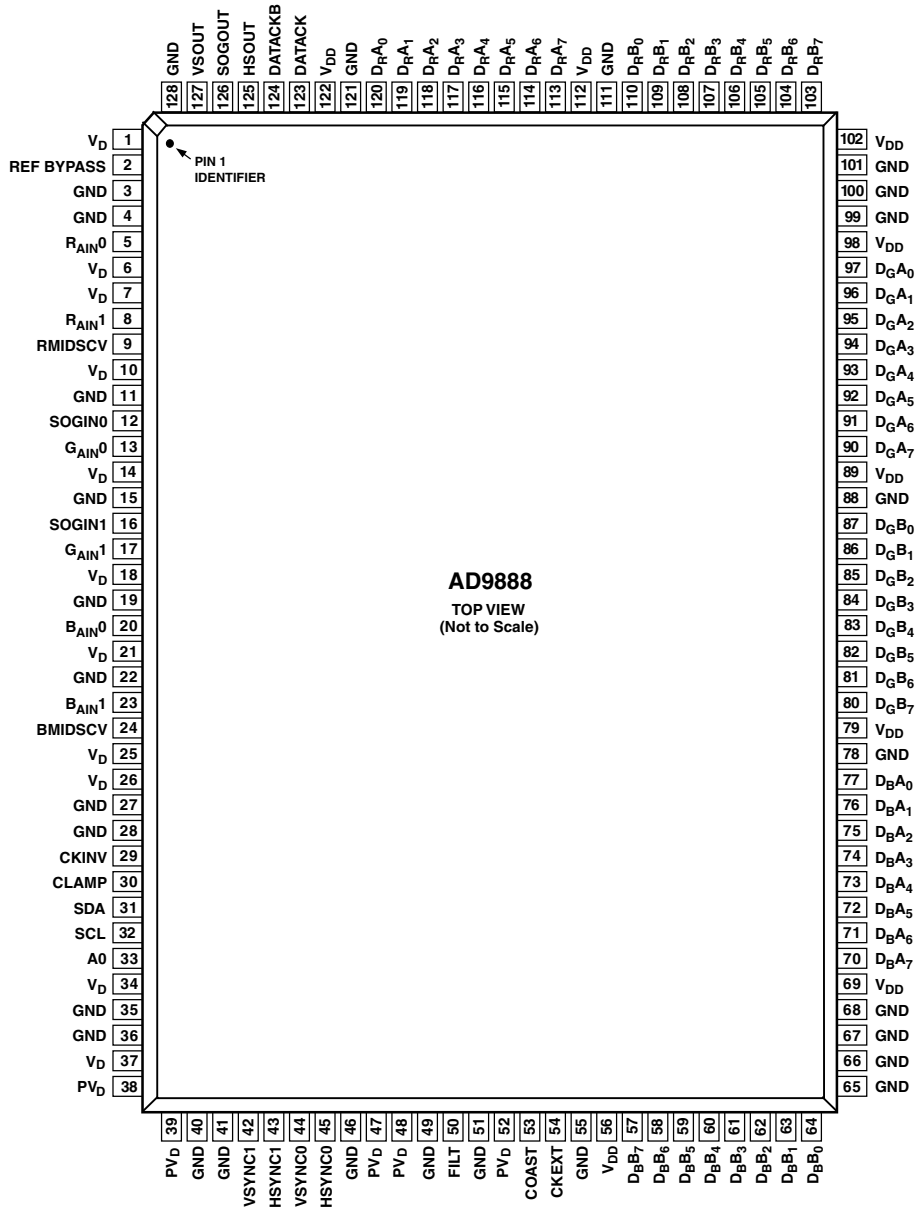 128 GND
127 VSOUT
126 SOGOUT
125 HSOUT
124 DATACKB
123 DATACK
122 VDD
121 GND
120 DRA0
119 DRA1
118 DRA2
117 DRA3
116 DRA4
115 DRA5
114 DRA6
113 DRA7
112 VDD
111 GND
110 DRB0
109 DRB1
108 DRB2
107 DRB3
106 DRB4
105 DRB5
104 DRB6
103 DRB7
VD 1
REF BYPASS 2
GND 3
GND 4
RAIN0 5
VD 6
VD 7
RAIN1 8
RMIDSCV 9
VD 10
GND 11
SOGIN0 12
GAIN0 13
VD 14
GND 15
SOGIN1 16
GAIN1 17
VD 18
GND 19
BAIN0 20
VD 21
GND 22
BAIN1 23
BMIDSCV 24
VD 25
VD 26
GND 27
GND 28
CKINV 29
CLAMP 30
SDA 31
SCL 32
A0 33
VD 34
GND 35
GND 36
VD 37
PVD 38
PIN 1
IDENTIFIER
AD9888
TOP VIEW
(Not to Scale)
102 VDD
101 GND
100 GND
99 GND
98 VDD
97 DGA0
96 DGA1
95 DGA2
94 DGA3
93 DGA4
92 DGA5
91 DGA6
90 DGA7
89 VDD
88 GND
87 DGB0
86 DGB1
85 DGB2
84 DGB3
83 DGB4
82 DGB5
81 DGB6
80 DGB7
79 VDD
78 GND
77 DBA0
76 DBA1
75 DBA2
74 DBA3
73 DBA4
72 DBA5
71 DBA6
70 DBA7
69 VDD
68 GND
67 GND
66 GND
65 GND
PVD 39
GND 40
GND 41
VSYNC1 42
HSYNC1 43
VSYNC0 44
HSYNC0 45
GND 46
PVD 47
PVD 48
GND 49
FILT 50
GND 51
PVD 52
COAST 53
CKEXT 54
GND 55
VDD 56
DBB7 57
DBB6 58
DBB5 59
DBB4 60
DBB3 61
DBB2 62
DBB1 63
DBB0 64